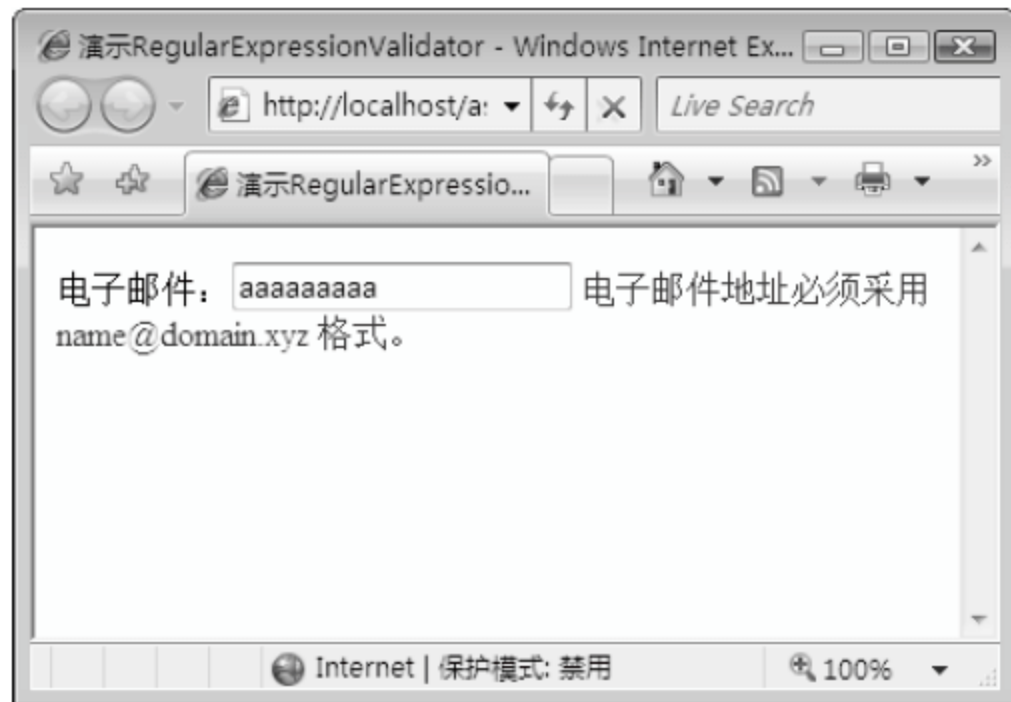 演示RegularExpressionValidator - Windows Internet Ex...
http://localhost/a: Live Search
演示RegularExpressio...
电子邮件： aaaaaaaaa 电子邮件地址必须采用
name@domain.xyz 格式。
Internet | 保护模式: 禁用 100%